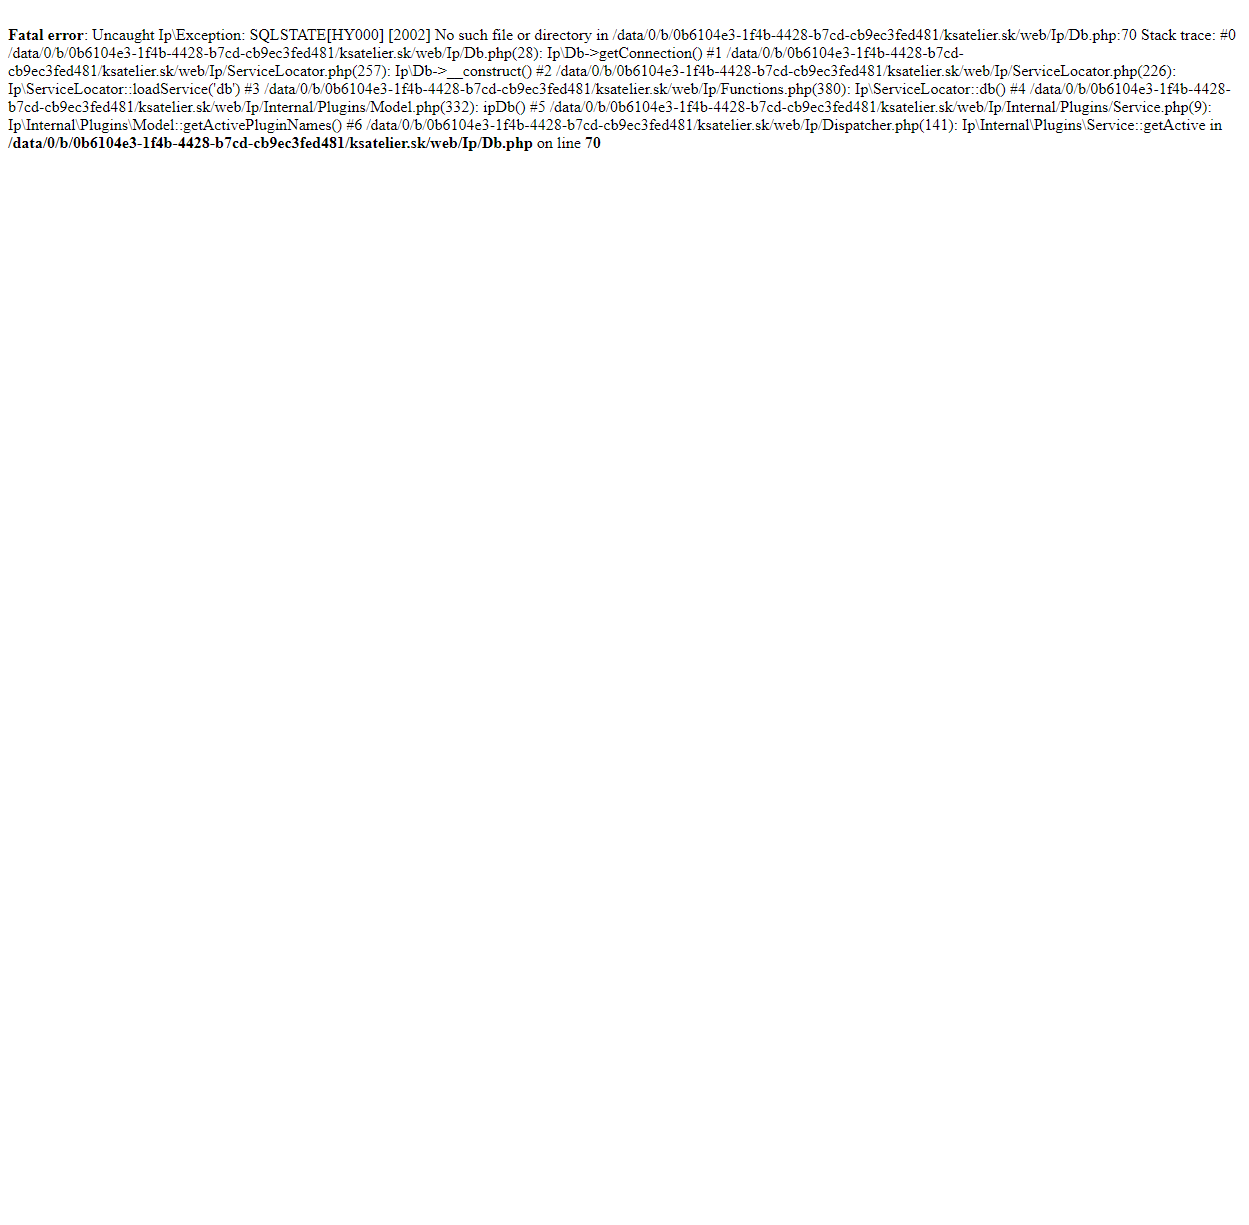 Fatal error: Uncaught Ip\Exception: SQLSTATE[HY000] [2002] No such file or directory in /data/0/b/0b6104e3-1f4b-4428-b7cd-cb9ec3fed481/ksatelier.sk/web/Ip/Db.php:70 Stack trace: #0
/data/0/b/0b6104e3-1f4b-4428-b7cd-cb9ec3fed481/ksatelier.sk/web/Ip/Db.php(28): Ip\Db->getConnection() #1 /data/0/b/0b6104e3-1f4b-4428-b7cd-
cb9ec3fed481/ksatelier.sk/web/Ip/ServiceLocator.php(257): Ip\Db->__construct() #2 /data/0/b/0b6104e3-1f4b-4428-b7cd-cb9ec3fed481/ksatelier.sk/web/Ip/ServiceLocator.php(226):
Ip\ServiceLocator::loadService('db') #3 /data/0/b/0b6104e3-1f4b-4428-b7cd-cb9ec3fed481/ksatelier.sk/web/Ip/Functions.php(380): Ip\ServiceLocator::db() #4 /data/0/b/0b6104e3-1f4b-4428-
b7cd-cb9ec3fed481/ksatelier.sk/web/Ip/Internal/Plugins/Model.php(332): ipDb() #5 /data/0/b/0b6104e3-1f4b-4428-b7cd-cb9ec3fed481/ksatelier.sk/web/Ip/Internal/Plugins/Service.php(9):
Ip\Internal\Plugins\Model::getActivePluginNames() #6 /data/0/b/0b6104e3-1f4b-4428-b7cd-cb9ec3fed481/ksatelier.sk/web/Ip/Dispatcher.php(141): Ip\Internal\Plugins\Service::getActive in
/data/0/b/0b6104e3-1f4b-4428-b7cd-cb9ec3fed481/ksatelier.sk/web/Ip/Db.php on line 70